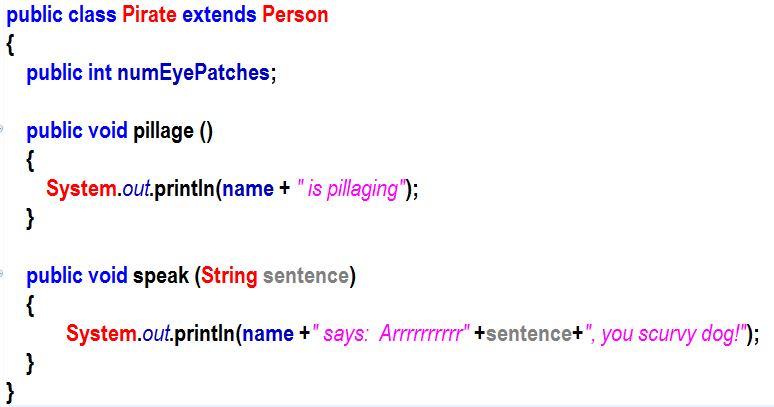 public class Pirate extends Person
{
public int numEyePatches;
public void pillage ()
{
System.out.println(name + " is pillaging");
}
public void speak (String sentence)
{
System.out.println(name +" says:  Arrrrrrrrrr" +sentence+", you scurvy dog!");
}
}